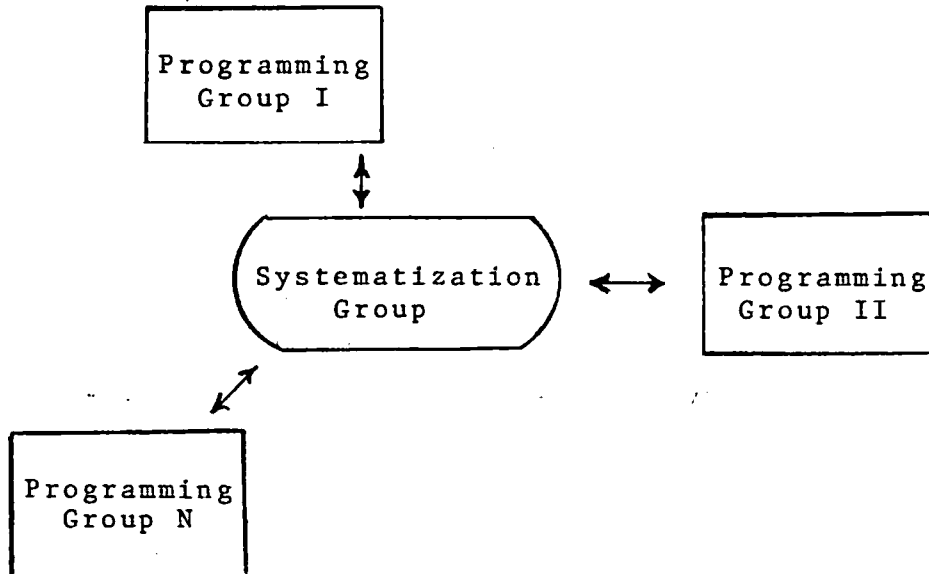 Programming
Group I
Systematization
Group
Programming
Group II
Programming
Group N